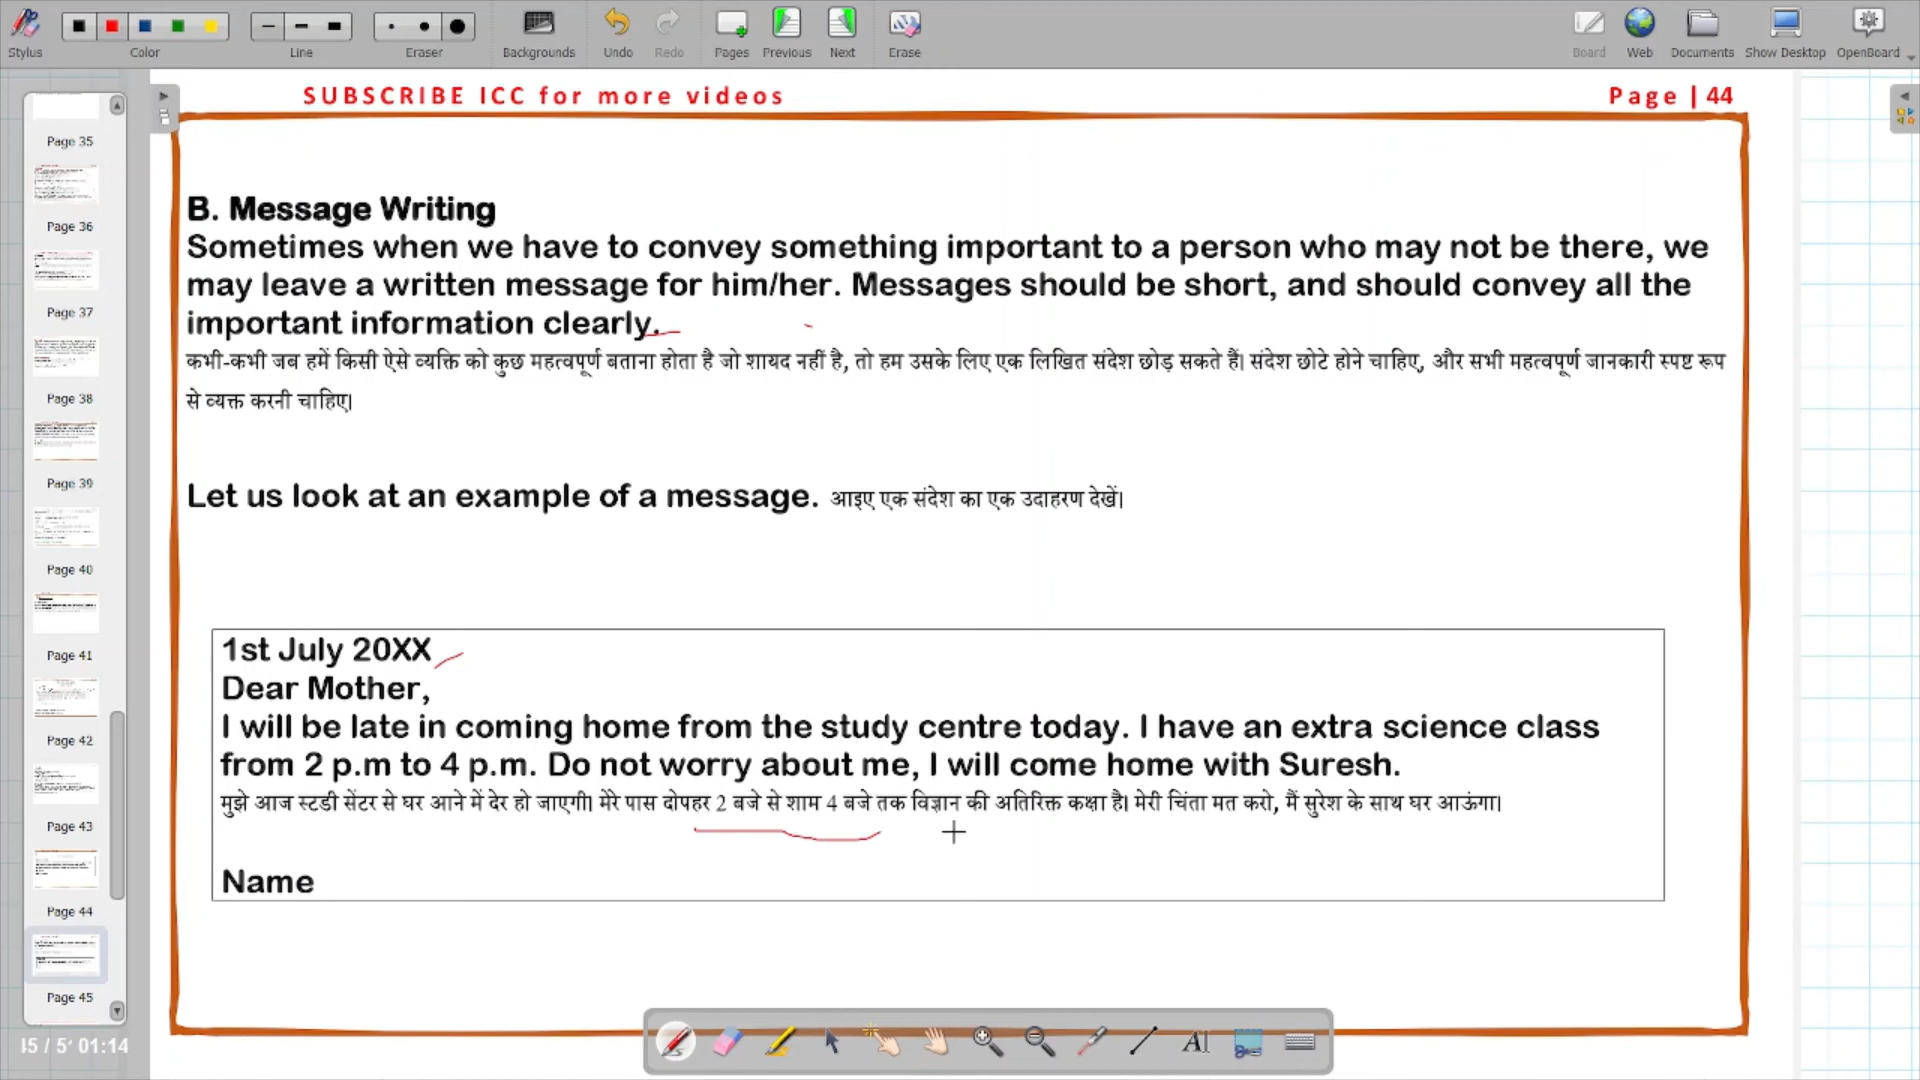 Stylus
Color
Line
Eraser
Backgrounds
Undo
Redo
Pages
Previous
Next
Erase
Board
Web
Documents
Show Desktop
OpenBoard
SUBSCRIBE ICC for more videos
Page | 44
B. Message Writing
Sometimes when we have to convey something important to a person who may not be there, we
may leave a written message for him/her. Messages should be short, and should convey all the
important information clearly.
कभी-कभी जब हमें किसी ऐसे व्यक्ति को कुछ महत्वपूर्ण बताना होता है जो शायद नहीं है, तो हम उसके लिए एक लिखित संदेश छोड़ सकते हैं। संदेश छोटे होने चाहिए, और सभी महत्वपूर्ण जानकारी स्पष्ट रूप
से व्यक्त करनी चाहिए।
Let us look at an example of a message. आइए एक संदेश का एक उदाहरण देखें।
1st July 20XX
Dear Mother,
I will be late in coming home from the study centre today. I have an extra science class
from 2 p.m to 4 p.m. Do not worry about me, I will come home with Suresh.
मुझे आज स्टडी सेंटर से घर आने में देर हो जाएगी। मेरे पास दोपहर 2 बजे से शाम 4 बजे तक विज्ञान की अतिरिक्त कक्षा है। मेरी चिंता मत करो, मैं सुरेश के साथ घर आऊंगा।
Name
Page 35
Page 36
Page 37
Page 38
Page 39
Page 40
Page 41
Page 42
Page 43
Page 44
Page 45
01:14